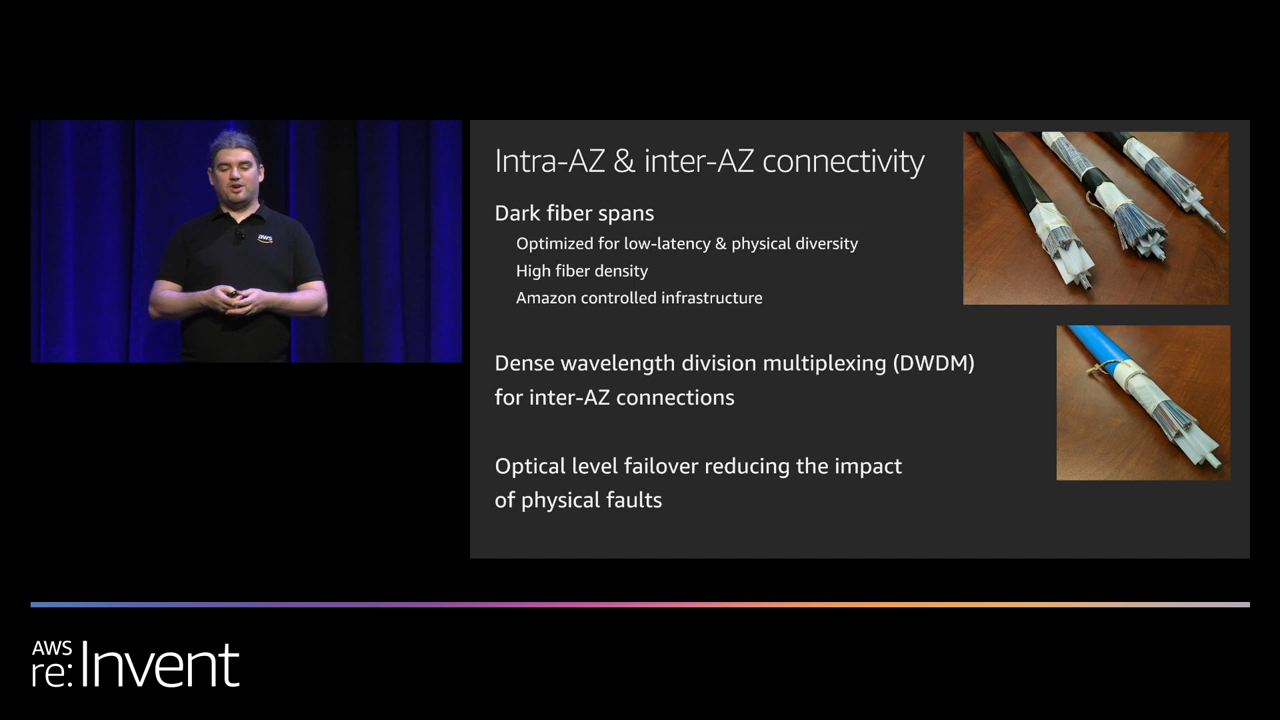 aws
Intra-AZ & inter-AZ connectivity
Dark fiber spans
Optimized for low-latency & physical diversity
High fiber density
Amazon controlled infrastructure
Dense wavelength division multiplexing (DWDM)
for inter-AZ connections
Optical level failover reducing the impact
of physical faults
AWS
re:Invent